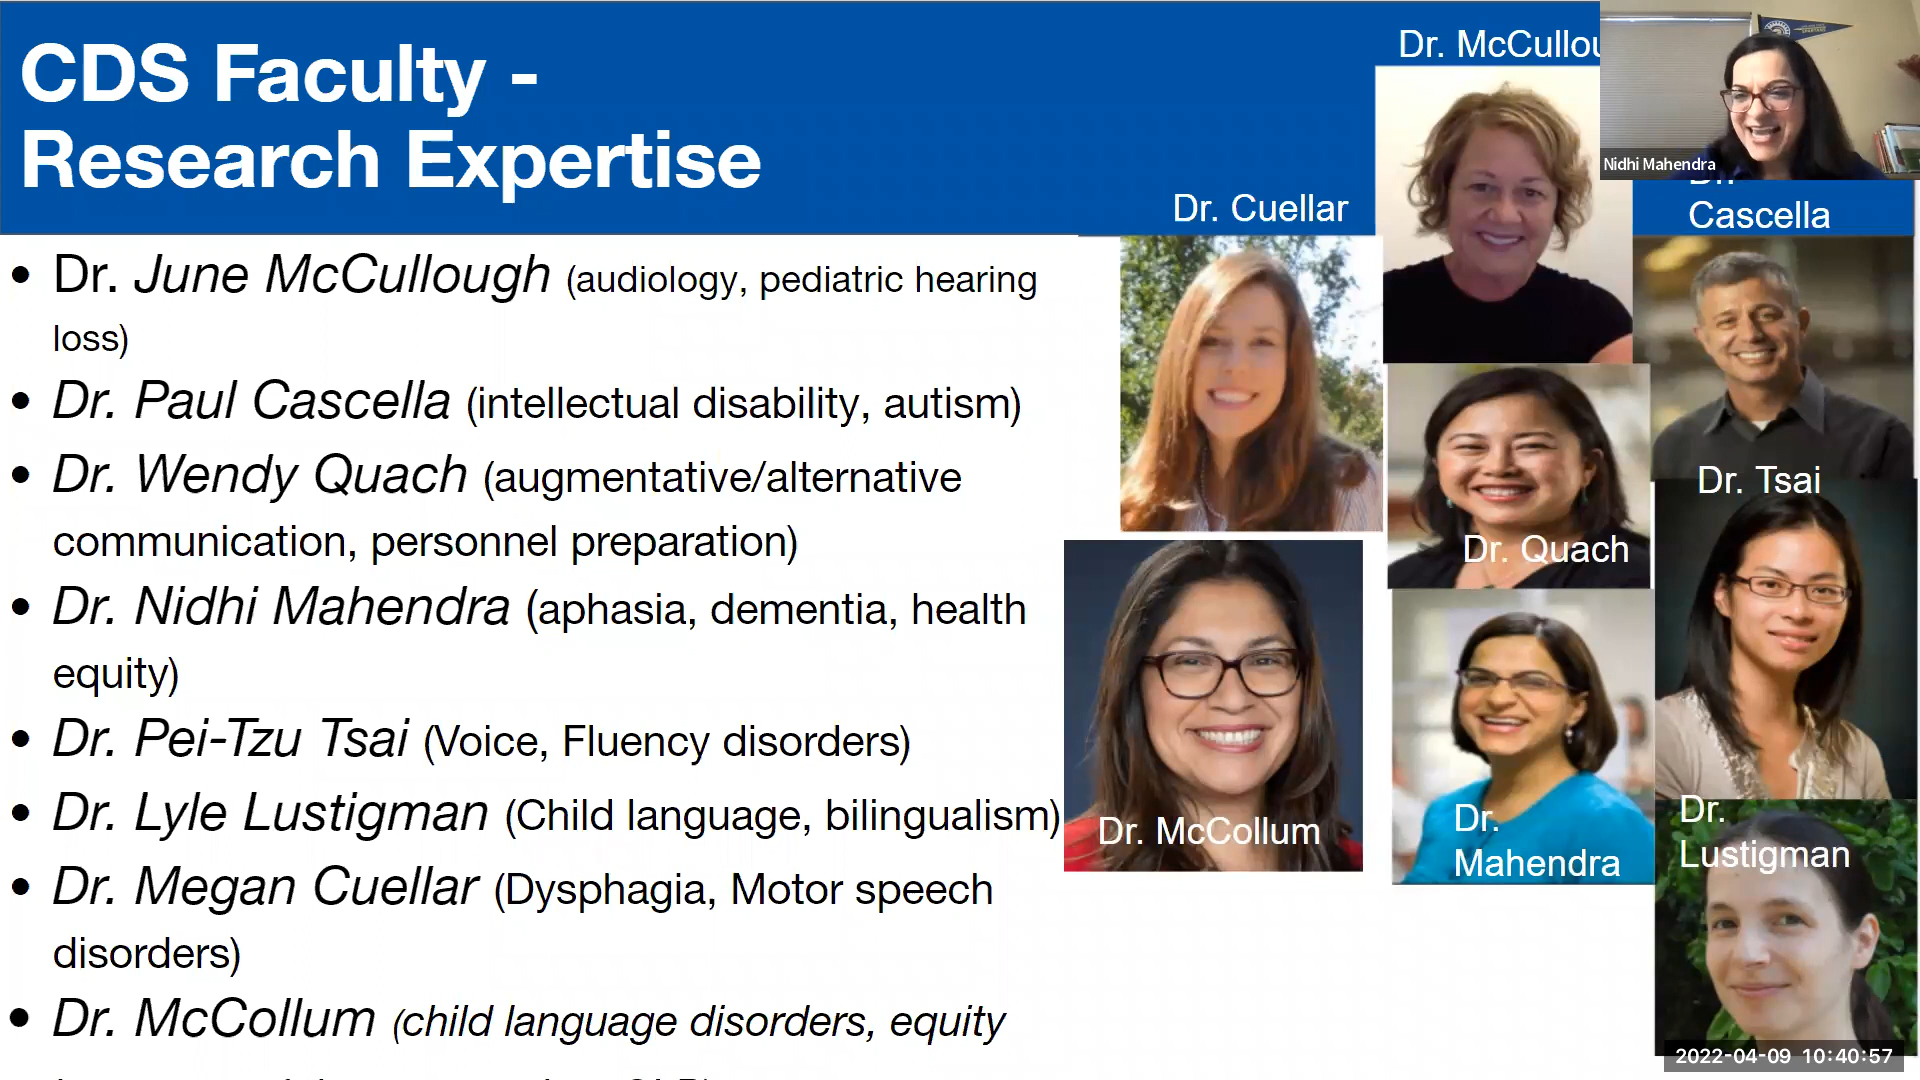 CDS Faculty -
Research Expertise
Dr. June McCullough (audiology, pediatric hearing
loss)
Dr. Paul Cascella (intellectual disability, autism)
Dr. Wendy Quach (augmentative/alternative
communication, personnel preparation)
Dr. Nidhi Mahendra (aphasia, dementia, health
equity)
Dr. Pei-Tzu Tsai (Voice, Fluency disorders)
Dr. Lyle Lustigman (Child language, bilingualism)
Dr. Megan Cuellar (Dysphagia, Motor speech
disorders)
Dr. McCollum (child language disorders, equity
Dr. McCullou
Nidhi Mahendra
Dr. Cuellar
Dr.
Cascella
Dr. Tsai
Dr. Quach
Dr. McCollum
Dr.
Mahendra
Dr.
Lustigman
2022-04-09 10:40:57